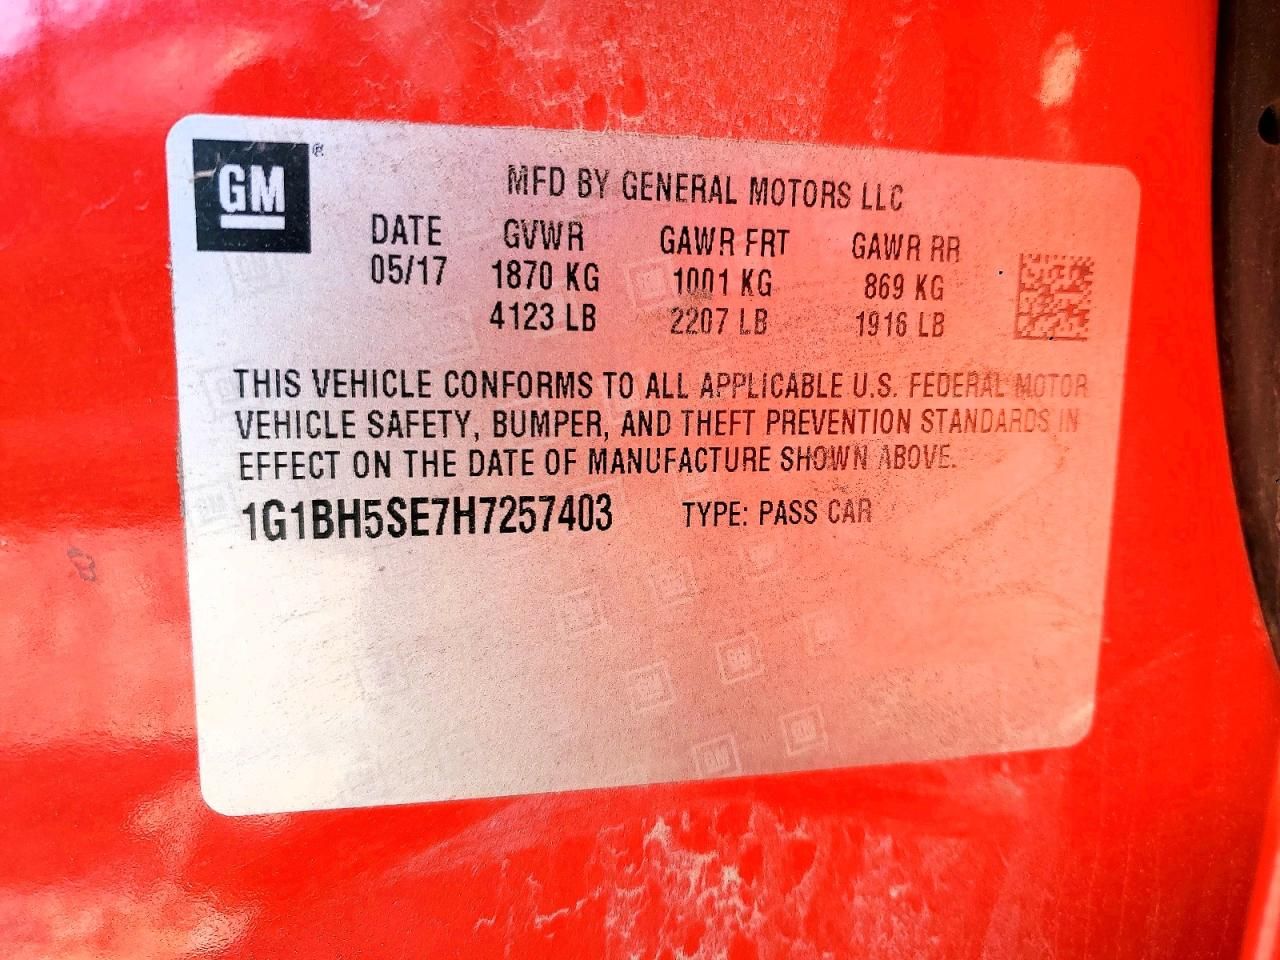 GM ®
MFD BY GENERAL MOTORS LLC
DATE GVWR GAWR FRT GAWR RR
05/17 1870 KG 1001 KG 869 KG
4123 LB 2207 LB 1916 LB
THIS VEHICLE CONFORMS TO ALL APPLICABLE U.S. FEDERAL MOTOR
VEHICLE SAFETY, BUMPER, AND THEFT PREVENTION STANDARDS IN
EFFECT ON THE DATE OF MANUFACTURE SHOWN ABOVE.
1G1BH5SE7H7257403 TYPE: PASS CAR